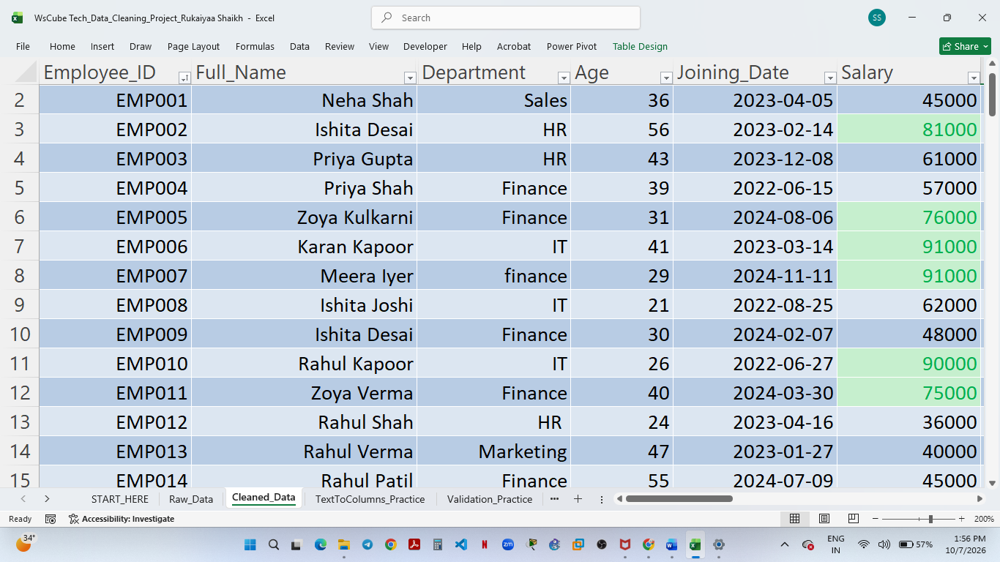 WsCube Tech_Data_Cleaning_Project_Rukaiyaa Shaikh - Excel
Search
SS
File Home Insert Draw Page Layout Formulas Data Review View Developer Help Acrobat Power Pivot Table Design Share
Employee_ID Full_Name Department Age Joining_Date Salary
2 EMP001 Neha Shah Sales 36 2023-04-05 45000
3 EMP002 Ishita Desai HR 56 2023-02-14 81000
4 EMP003 Priya Gupta HR 43 2023-12-08 61000
5 EMP004 Priya Shah Finance 39 2022-06-15 57000
6 EMP005 Zoya Kulkarni Finance 31 2024-08-06 76000
7 EMP006 Karan Kapoor IT 41 2023-03-14 91000
8 EMP007 Meera Iyer finance 29 2024-11-11 91000
9 EMP008 Ishita Joshi IT 21 2022-08-25 62000
10 EMP009 Ishita Desai Finance 30 2024-02-07 48000
11 EMP010 Rahul Kapoor IT 26 2022-06-27 90000
12 EMP011 Zoya Verma Finance 40 2024-03-30 75000
13 EMP012 Rahul Shah HR 24 2023-04-16 36000
14 EMP013 Rahul Verma Marketing 47 2023-01-27 40000
15 EMP014 Rahul Patil Finance 55 2024-07-09 45000
START_HERE Raw_Data Cleaned_Data TextToColumns_Practice Validation_Practice
Ready Accessibility: Investigate 200%
34° zm N W ENG 57% 1:56 PM
IN 10/7/2026